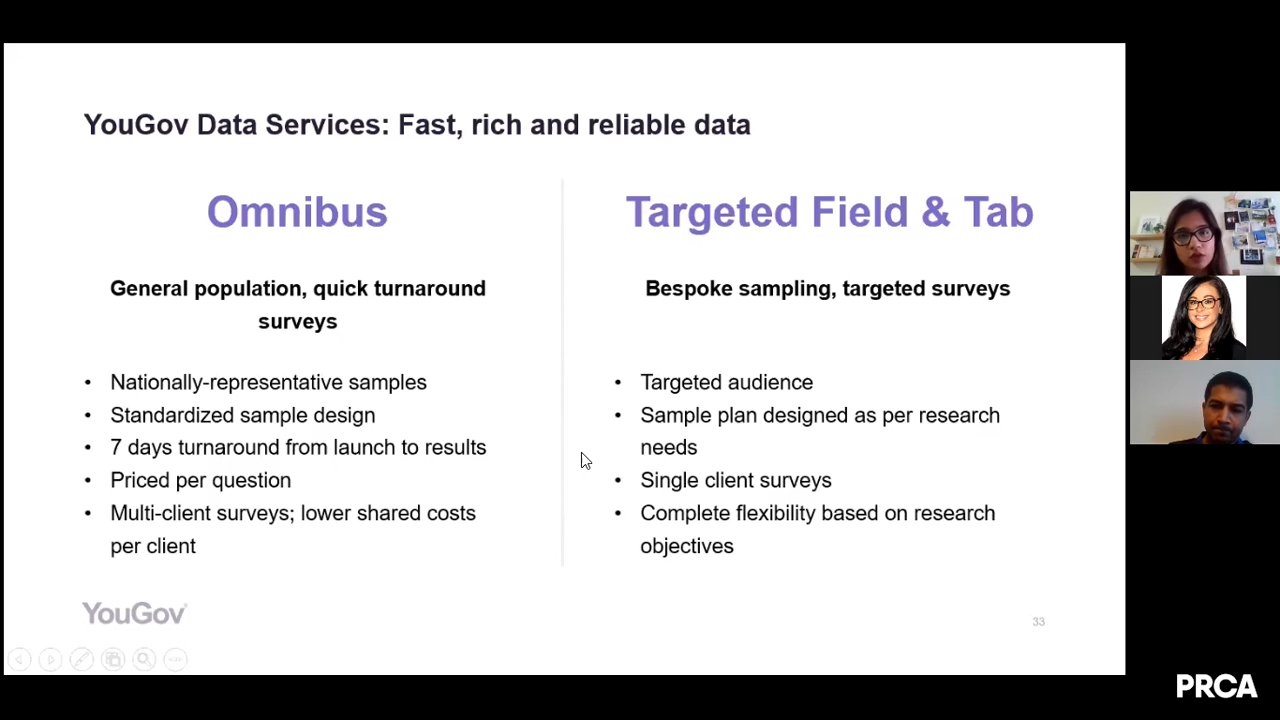 YouGov Data Services: Fast, rich and reliable data
Omnibus
General population, quick turnaround
surveys
• Nationally-representative samples
• Standardized sample design
• 7 days turnaround from launch to results
• Priced per question
• Multi-client surveys; lower shared costs
per client
Targeted Field & Tab
Bespoke sampling, targeted surveys
• Targeted audience
• Sample plan designed as per research
needs
• Single client surveys
• Complete flexibility based on research
objectives
YouGov
33
PRCA